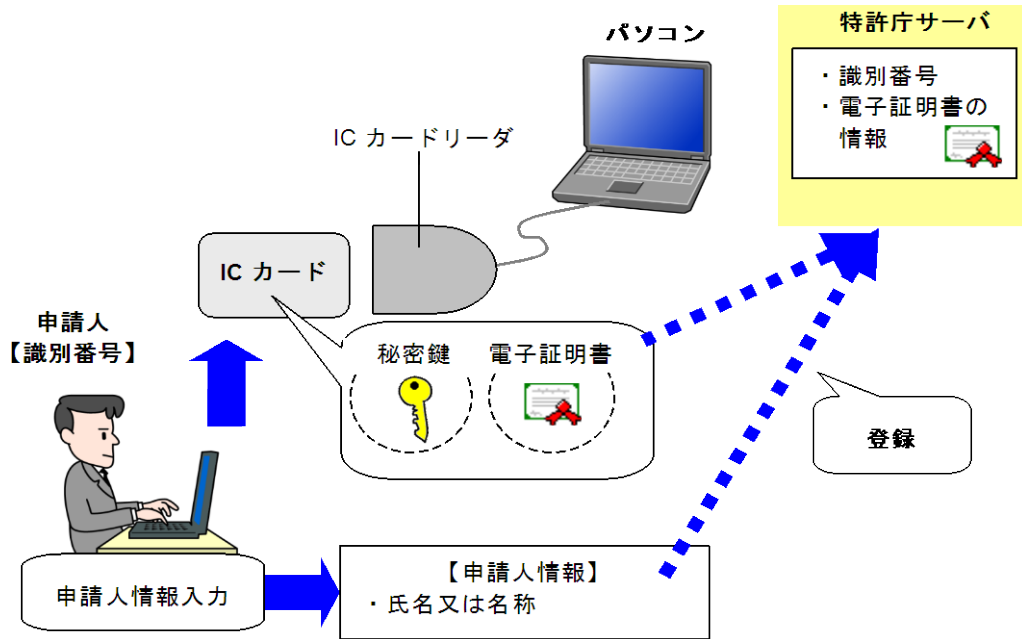 パソコン
特許庁サーバ
・識別番号
・電子証明書の
情報
IC カードリーダ
IC カード
申請人
【識別番号】
秘密鍵
電子証明書
登録
申請人情報入力
【申請人情報】
・氏名又は名称